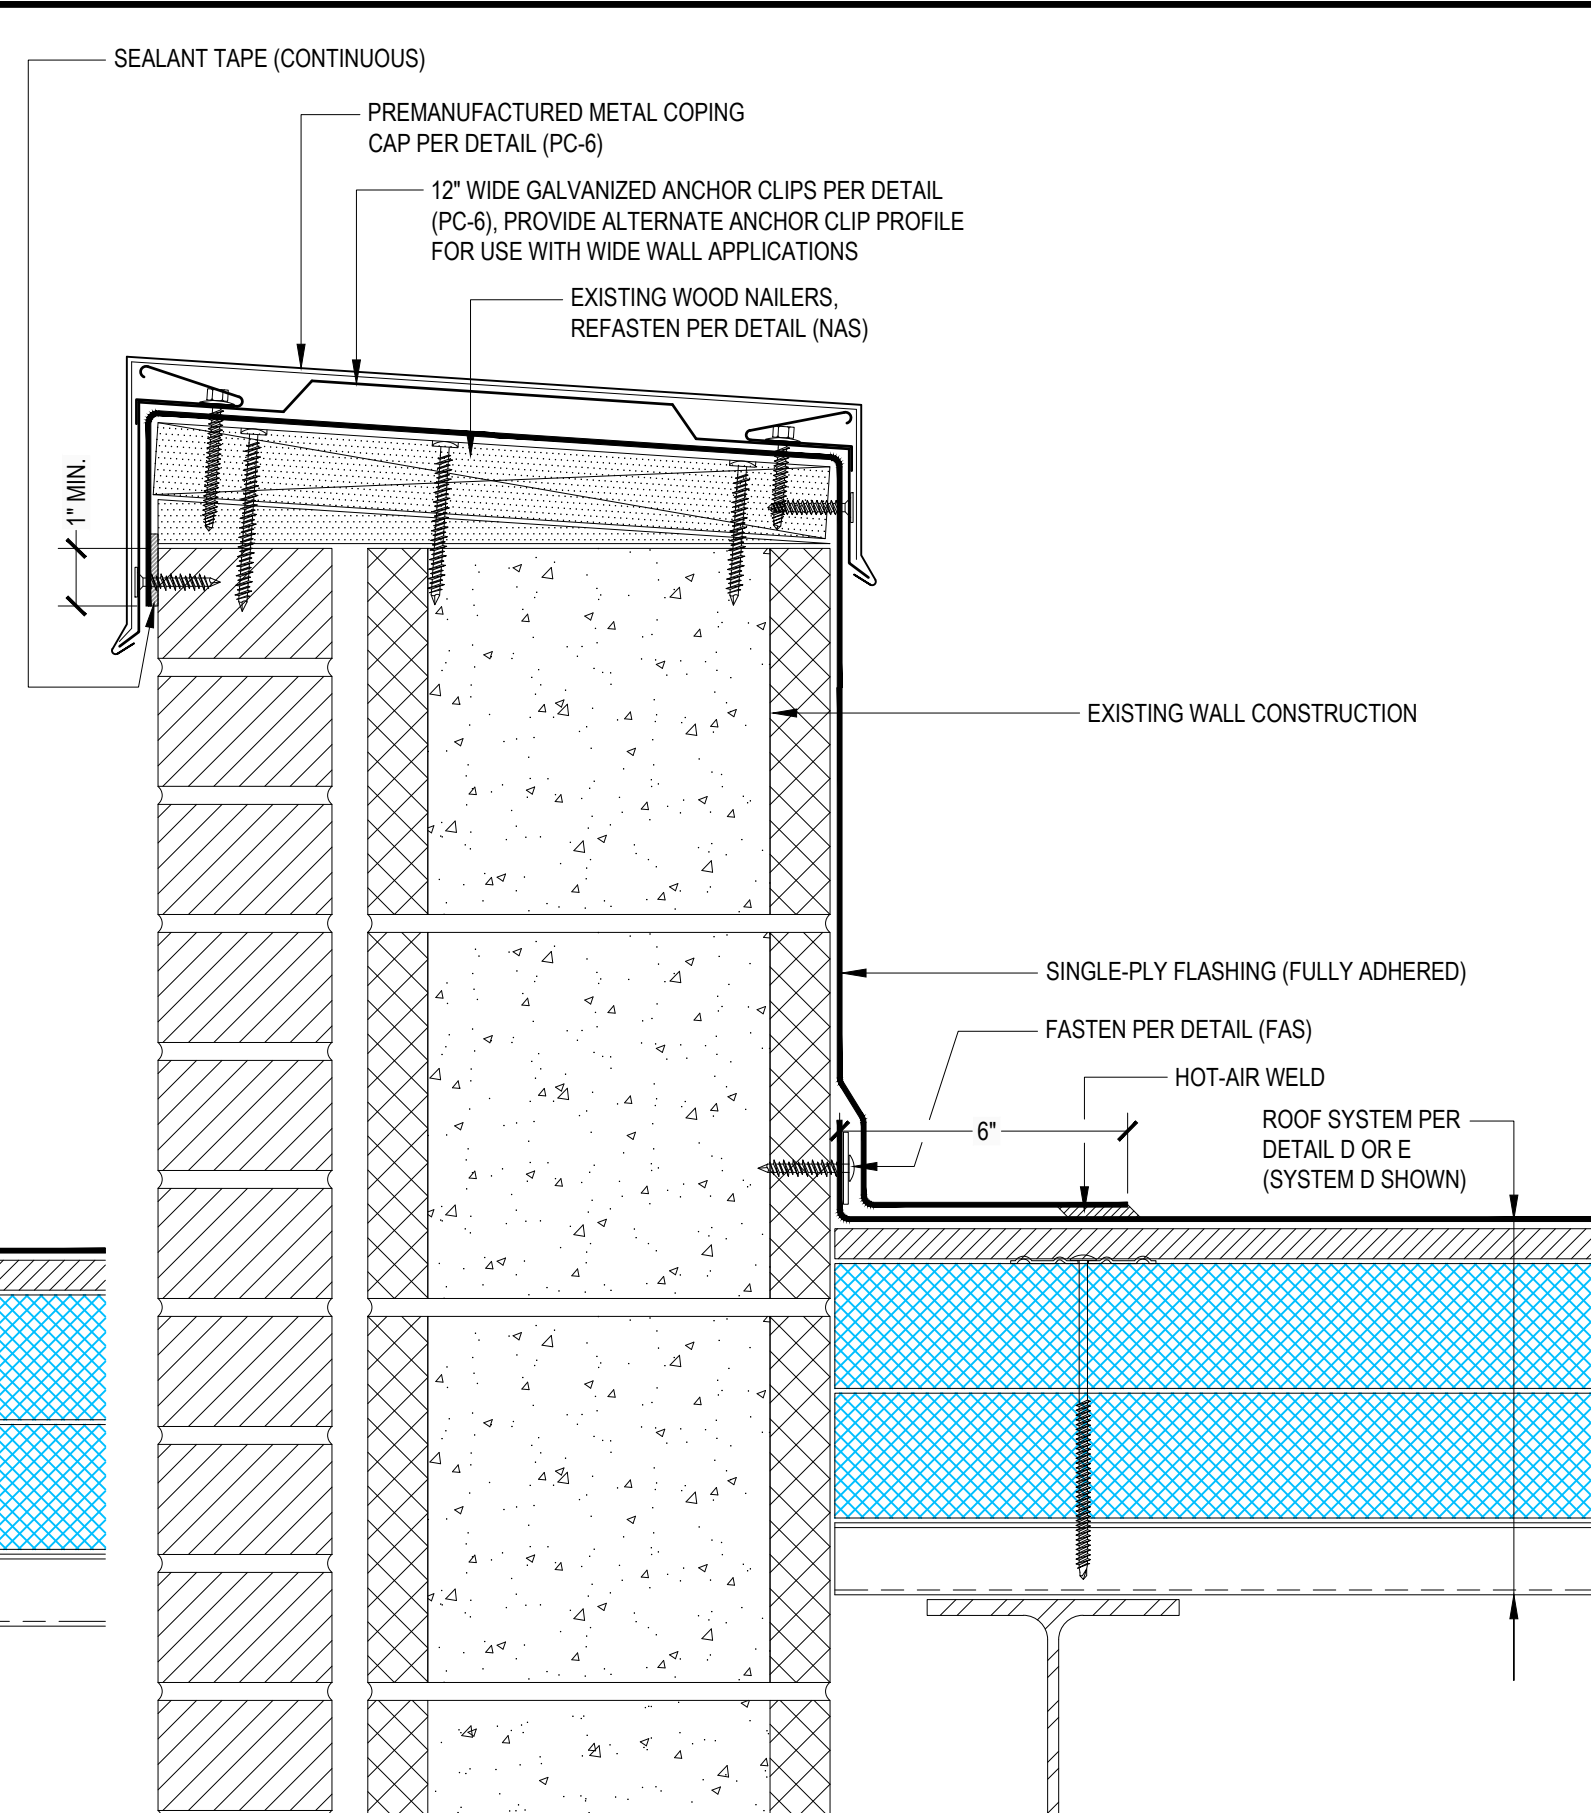 SEALANT TAPE (CONTINUOUS)
PREMANUFACTURED METAL COPING
CAP PER DETAIL (PC-6)
12" WIDE GALVANIZED ANCHOR CLIPS PER DETAIL
(PC-6), PROVIDE ALTERNATE ANCHOR CLIP PROFILE
FOR USE WITH WIDE WALL APPLICATIONS
EXISTING WOOD NAILERS,
REFASTEN PER DETAIL (NAS)
1" MIN.
EXISTING WALL CONSTRUCTION
SINGLE-PLY FLASHING (FULLY ADHERED)
FASTEN PER DETAIL (FAS)
HOT-AIR WELD
6"
ROOF SYSTEM PER
DETAIL D OR E
(SYSTEM D SHOWN)